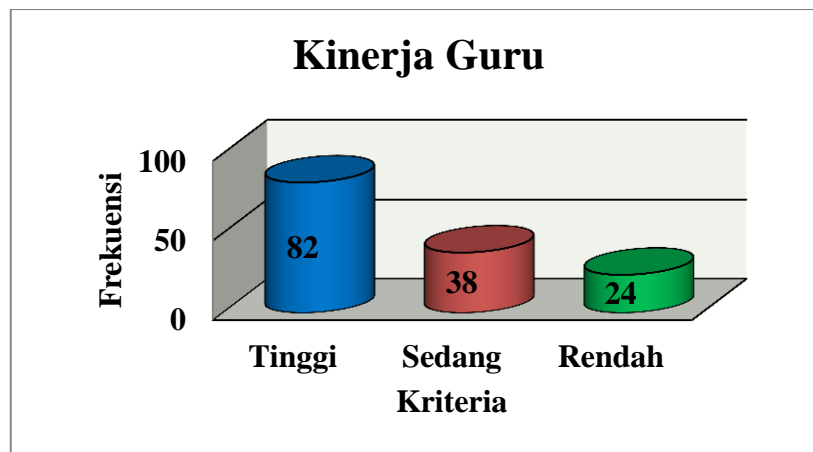 Kinerja Guru
Frekuensi
100
50
0
82
38
24
Tinggi Sedang Rendah
Kriteria